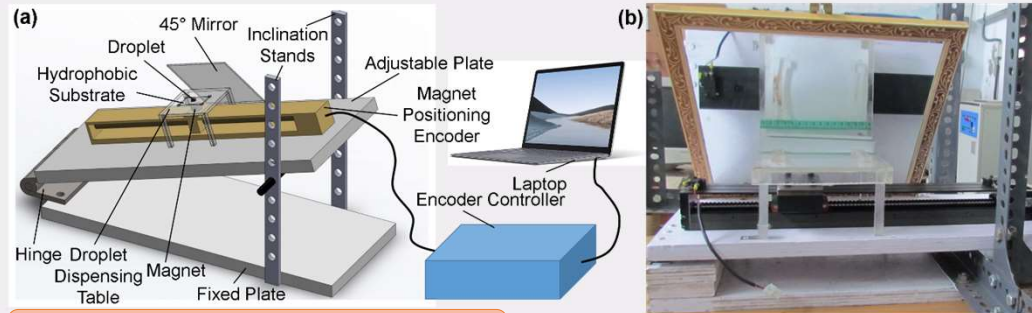 (a)
45° Mirror
Droplet
Hydrophobic
Substrate
Inclination
Stands
Adjustable Plate
Magnet
Positioning
Encoder
Laptop
Encoder Controller
Hinge
Droplet
Dispensing
Table
Magnet
Fixed Plate
(b)